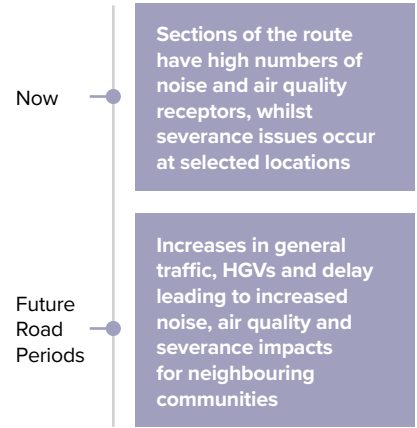 Now
Sections of the route
have high numbers of
noise and air quality
receptors, whilst
severance issues occur
at selected locations
Future
Road
Periods
Increases in general
traffic, HGVs and delay
leading to increased
noise, air quality and
severance impacts
for neighbouring
communities